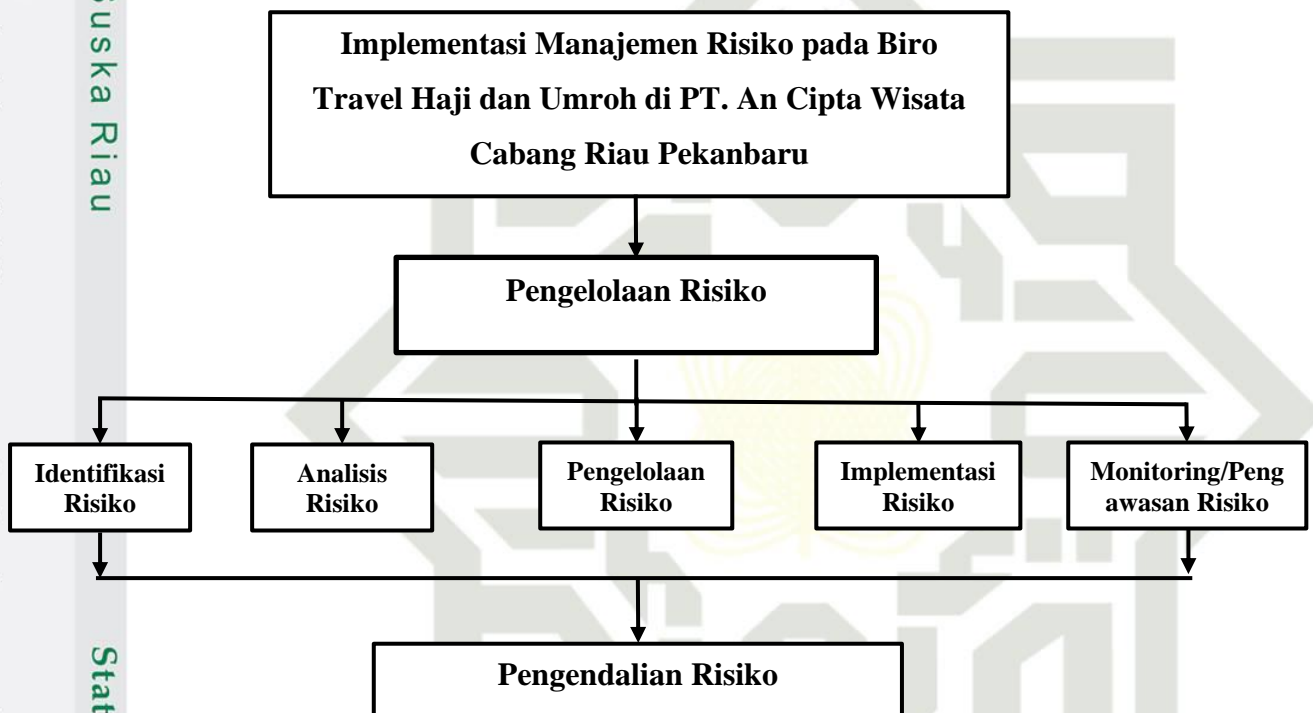 Suska Riau
Implementasi Manajemen Risiko pada Biro
Travel Haji dan Umroh di PT. An Cipta Wisata
Cabang Riau Pekanbaru
Pengelolaan Risiko
Identifikasi
Risiko
Analisis
Risiko
Pengelolaan
Risiko
Implementasi
Risiko
Monitoring/Peng
awasan Risiko
Pengendalian Risiko
Stat